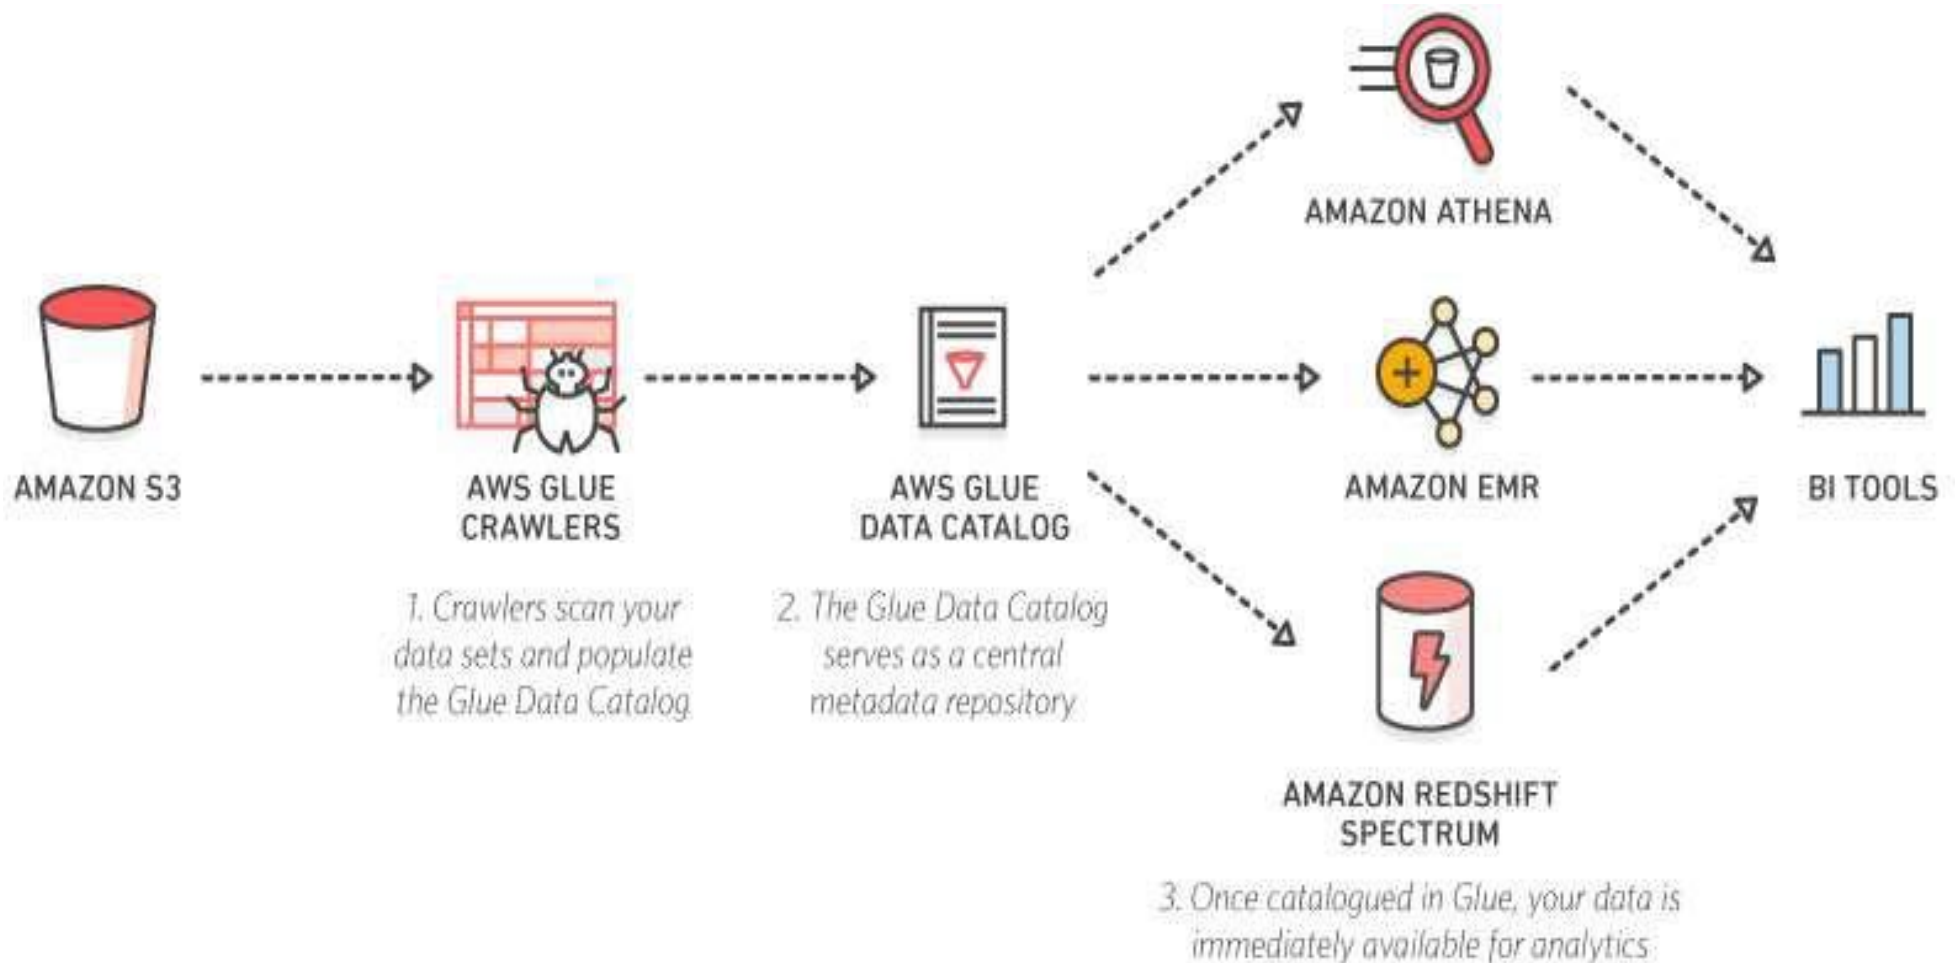 AMAZON ATHENA
AMAZON S3
AWS GLUE
CRAWLERS
1. Crawlers scan your
data sets and populate
the Glue Data Catalog
AWS GLUE
DATA CATALOG
2. The Glue Data Catalog
serves as a central
metadata repository
AMAZON EMR
BI TOOLS
AMAZON REDSHIFT
SPECTRUM
3. Once catalogued in Glue, your data is
immediately available for analytics